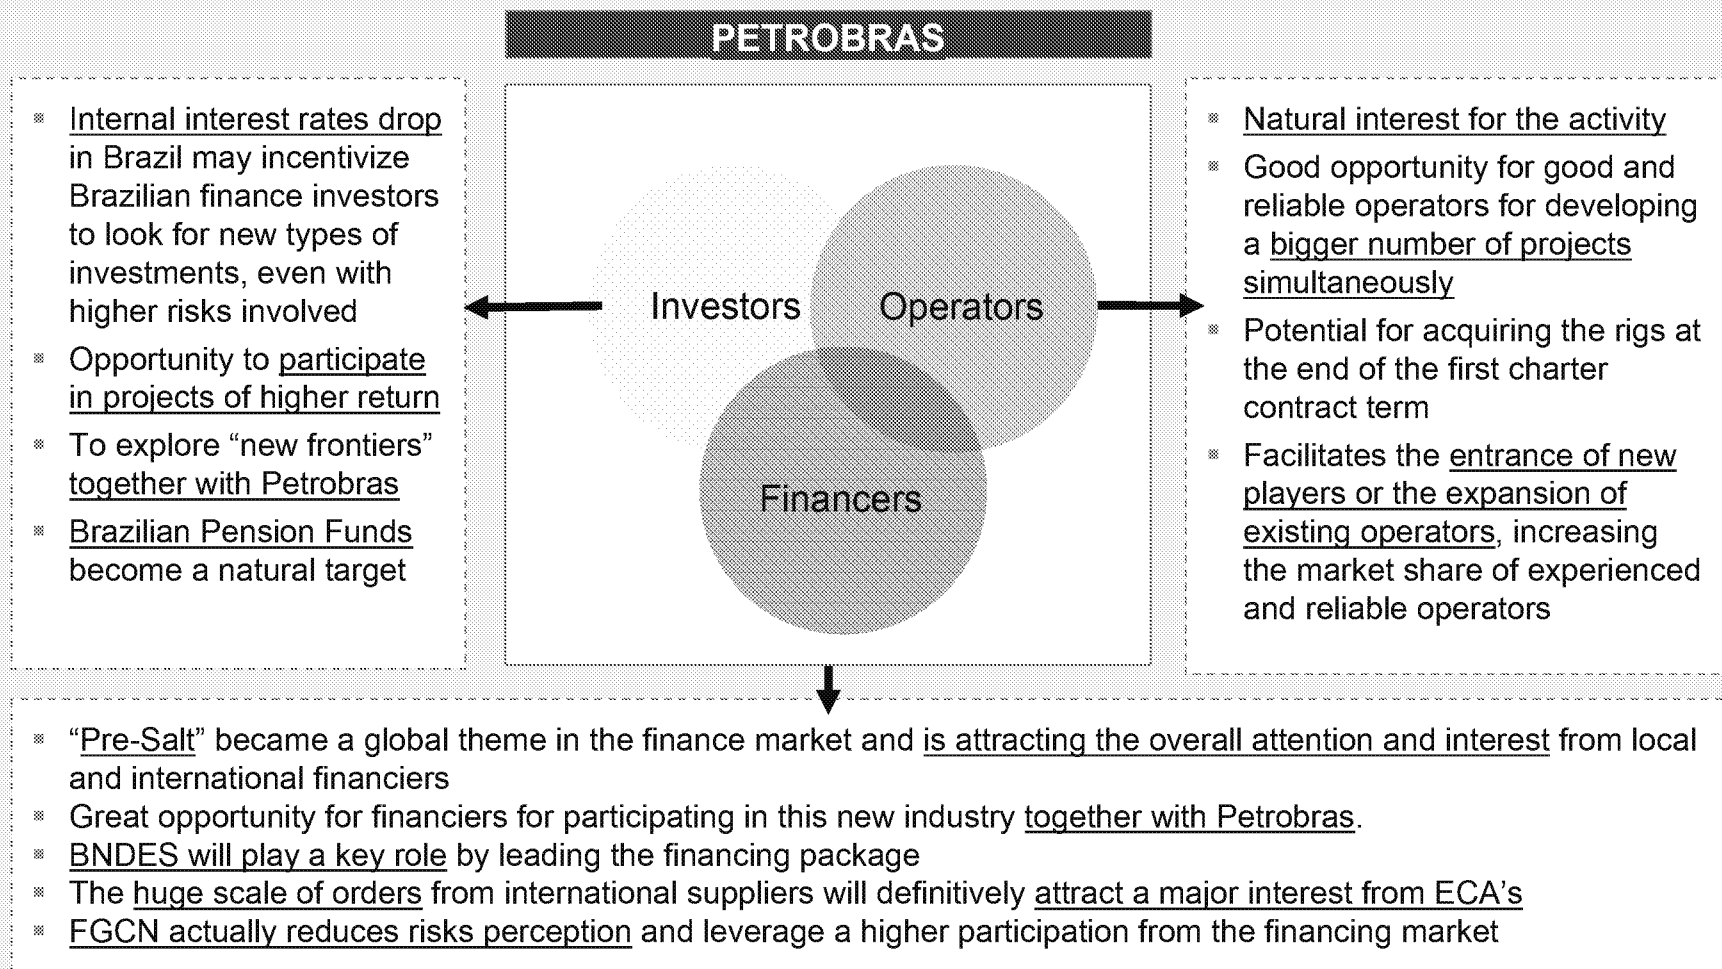 PETROBRAS
▪ Internal interest rates drop
in Brazil may incentivize
Brazilian finance investors
to look for new types of
investments, even with
higher risks involved
▪ Opportunity to participate
in projects of higher return
▪ To explore “new frontiers”
together with Petrobras
▪ Brazilian Pension Funds
become a natural target
Investors
Operators
Financers
▪ Natural interest for the activity
▪ Good opportunity for good and
reliable operators for developing
a bigger number of projects
simultaneously
▪ Potential for acquiring the rigs at
the end of the first charter
contract term
▪ Facilitates the entrance of new
players or the expansion of
existing operators, increasing
the market share of experienced
and reliable operators
▪ “Pre-Salt” became a global theme in the finance market and is attracting the overall attention and interest from local
and international financiers
▪ Great opportunity for financiers for participating in this new industry together with Petrobras.
▪ BNDES will play a key role by leading the financing package
▪ The huge scale of orders from international suppliers will definitively attract a major interest from ECA’s
▪ FGCN actually reduces risks perception and leverage a higher participation from the financing market